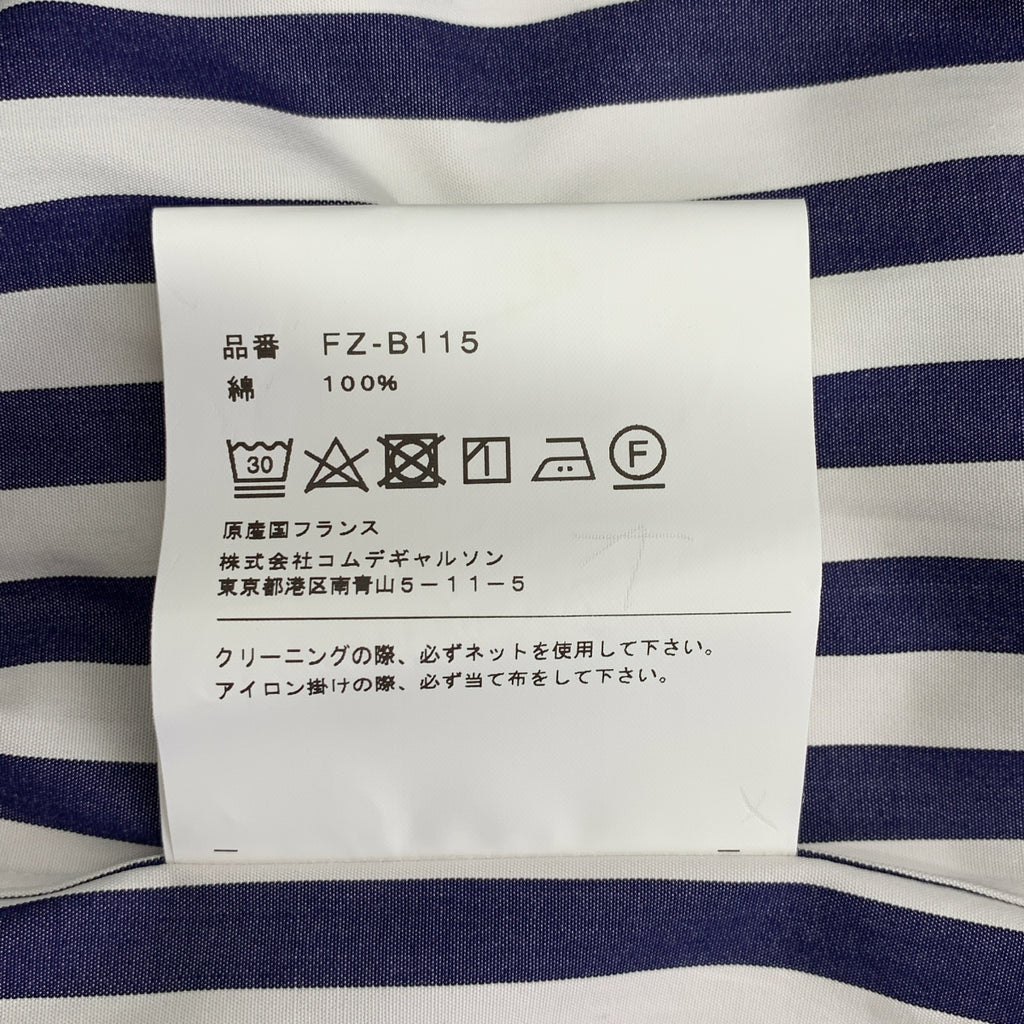 品番 FZ-B115
綿 100%
30 F
原産国フランス
株式会社コムデギャルソン
東京都港区南青山5-11-5
クリーニングの際、必ずネットを使用して下さい。
アイロン掛けの際、必ず当て布をして下さい。